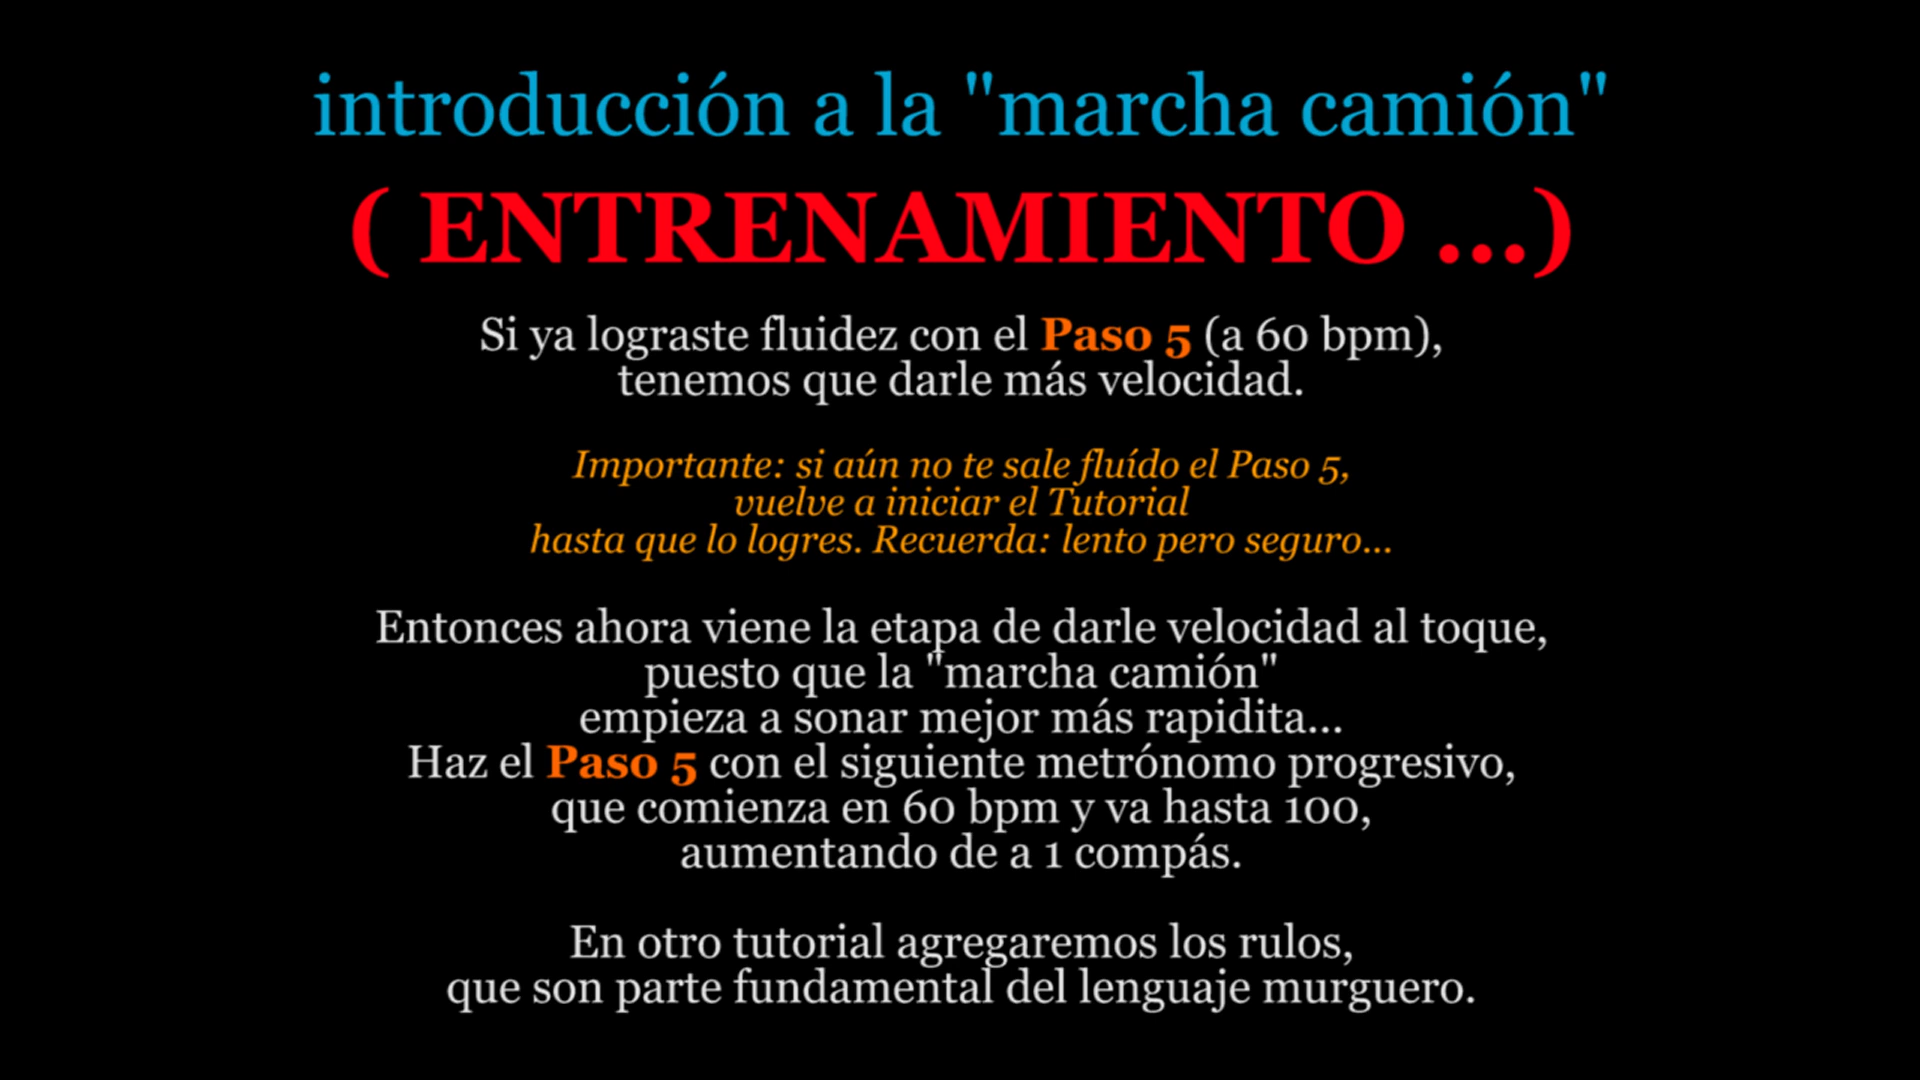 introducción a la "marcha camión"
( ENTRENAMIENTO ...)
Si ya lograste fluidez con el Paso 5 (a 60 bpm),
tenemos que darle más velocidad.
Importante: si aún no te sale fluído el Paso 5,
vuelve a iniciar el Tutorial
hasta que lo logres. Recuerda: lento pero seguro...
Entonces ahora viene la etapa de darle velocidad al toque,
puesto que la "marcha camión"
empieza a sonar mejor más rapidita...
Haz el Paso 5 con el siguiente metrónomo progresivo,
que comienza en 60 bpm y va hasta 100,
aumentando de a 1 compás.
En otro tutorial agregaremos los rulos,
que son parte fundamental del lenguaje murguero.